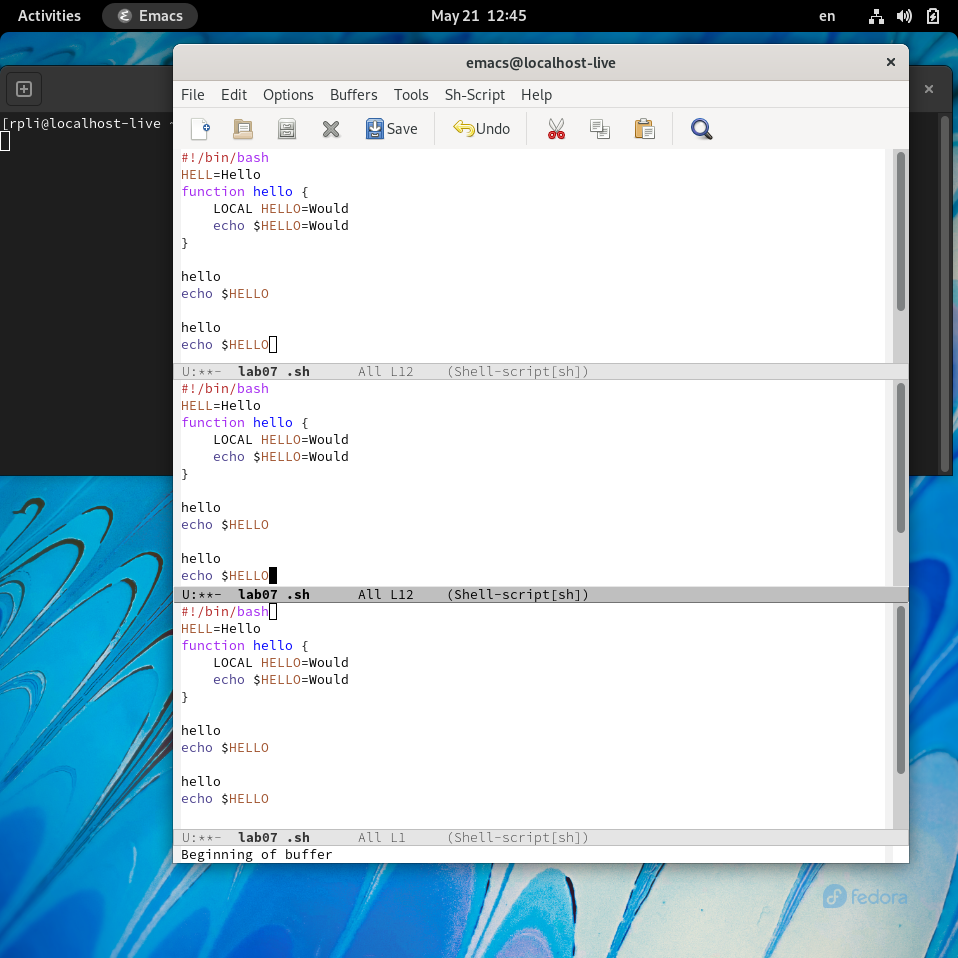 Activities Emacs May 21 12:45 en
emacs@localhost-live
File Edit Options Buffers Tools Sh-Script Help
Save Undo
[rpli@localhost-live ~
#!/bin/bash
HELL=Hello
function hello {
    LOCAL HELLO=Would
    echo $HELLO=Would
}
hello
echo $HELLO
hello
echo $HELLO
U:**-  lab07 .sh      All L12    (Shell-script[sh])
#!/bin/bash
HELL=Hello
function hello {
    LOCAL HELLO=Would
    echo $HELLO=Would
}
hello
echo $HELLO
hello
echo $HELLO
U:**-  lab07 .sh      All L12    (Shell-script[sh])
#!/bin/bash
HELL=Hello
function hello {
    LOCAL HELLO=Would
    echo $HELLO=Would
}
hello
echo $HELLO
hello
echo $HELLO
U:**-  lab07 .sh      All L1     (Shell-script[sh])
Beginning of buffer
fedora